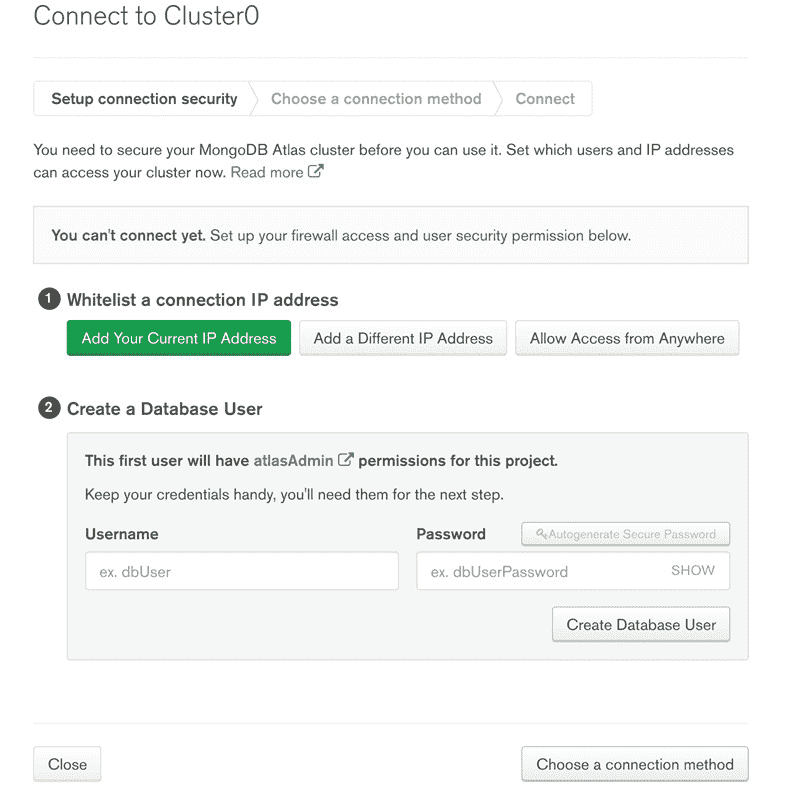 Connect to Cluster0
Setup connection security
Choose a connection method
Connect
You need to secure your MongoDB Atlas cluster before you can use it. Set which users and IP addresses
can access your cluster now. Read more
You can't connect yet. Set up your firewall access and user security permission below.
1 Whitelist a connection IP address
Add Your Current IP Address
Add a Different IP Address
Allow Access from Anywhere
2 Create a Database User
This first user will have atlasAdmin permissions for this project.
Keep your credentials handy, you'll need them for the next step.
Username
Password
Autogenerate Secure Password
ex. dbUser
ex. dbUserPassword
SHOW
Create Database User
Close
Choose a connection method